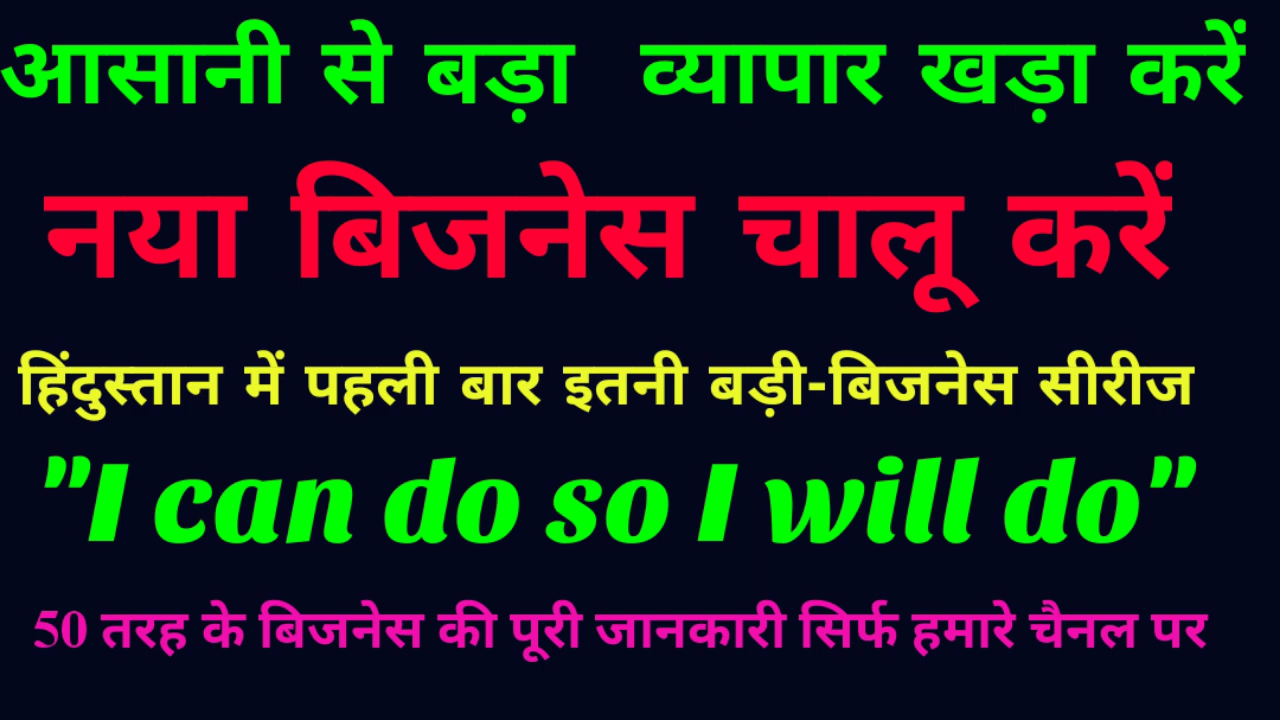 आसानी से बड़ा व्यापार खड़ा करें
नया बिजनेस चालू करें
हिंदुस्तान में पहली बार इतनी बड़ी-बिजनेस सीरीज
"I can do so I will do"
50 तरह के बिजनेस की पूरी जानकारी सिर्फ हमारे चैनल पर